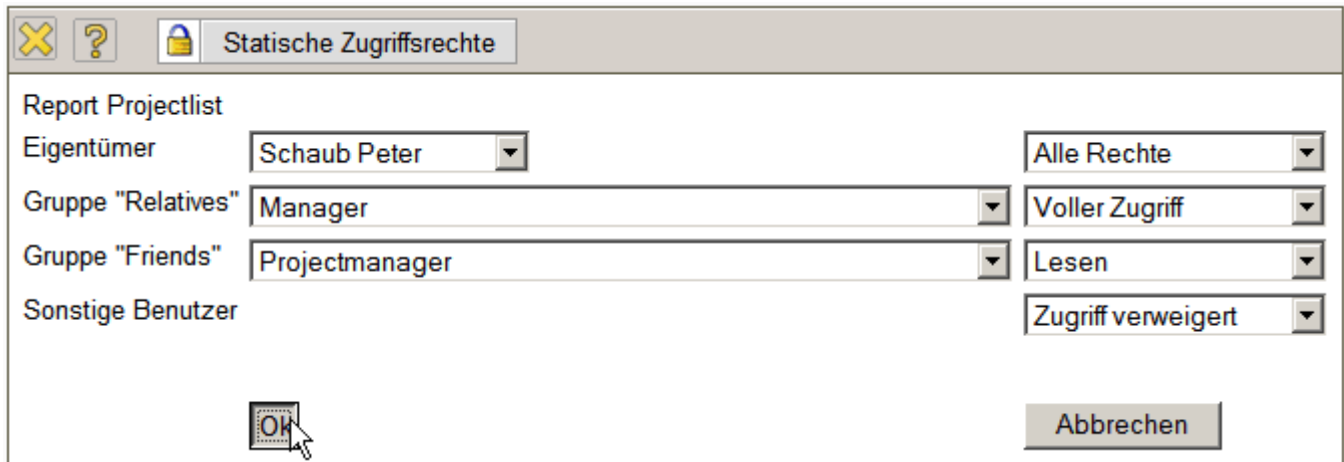 Statische Zugriffsrechte
Report Projectlist
Eigentümer Schaub Peter Alle Rechte
Gruppe "Relatives" Manager Voller Zugriff
Gruppe "Friends" Projectmanager Lesen
Sonstige Benutzer Zugriff verweigert
Ok Abbrechen